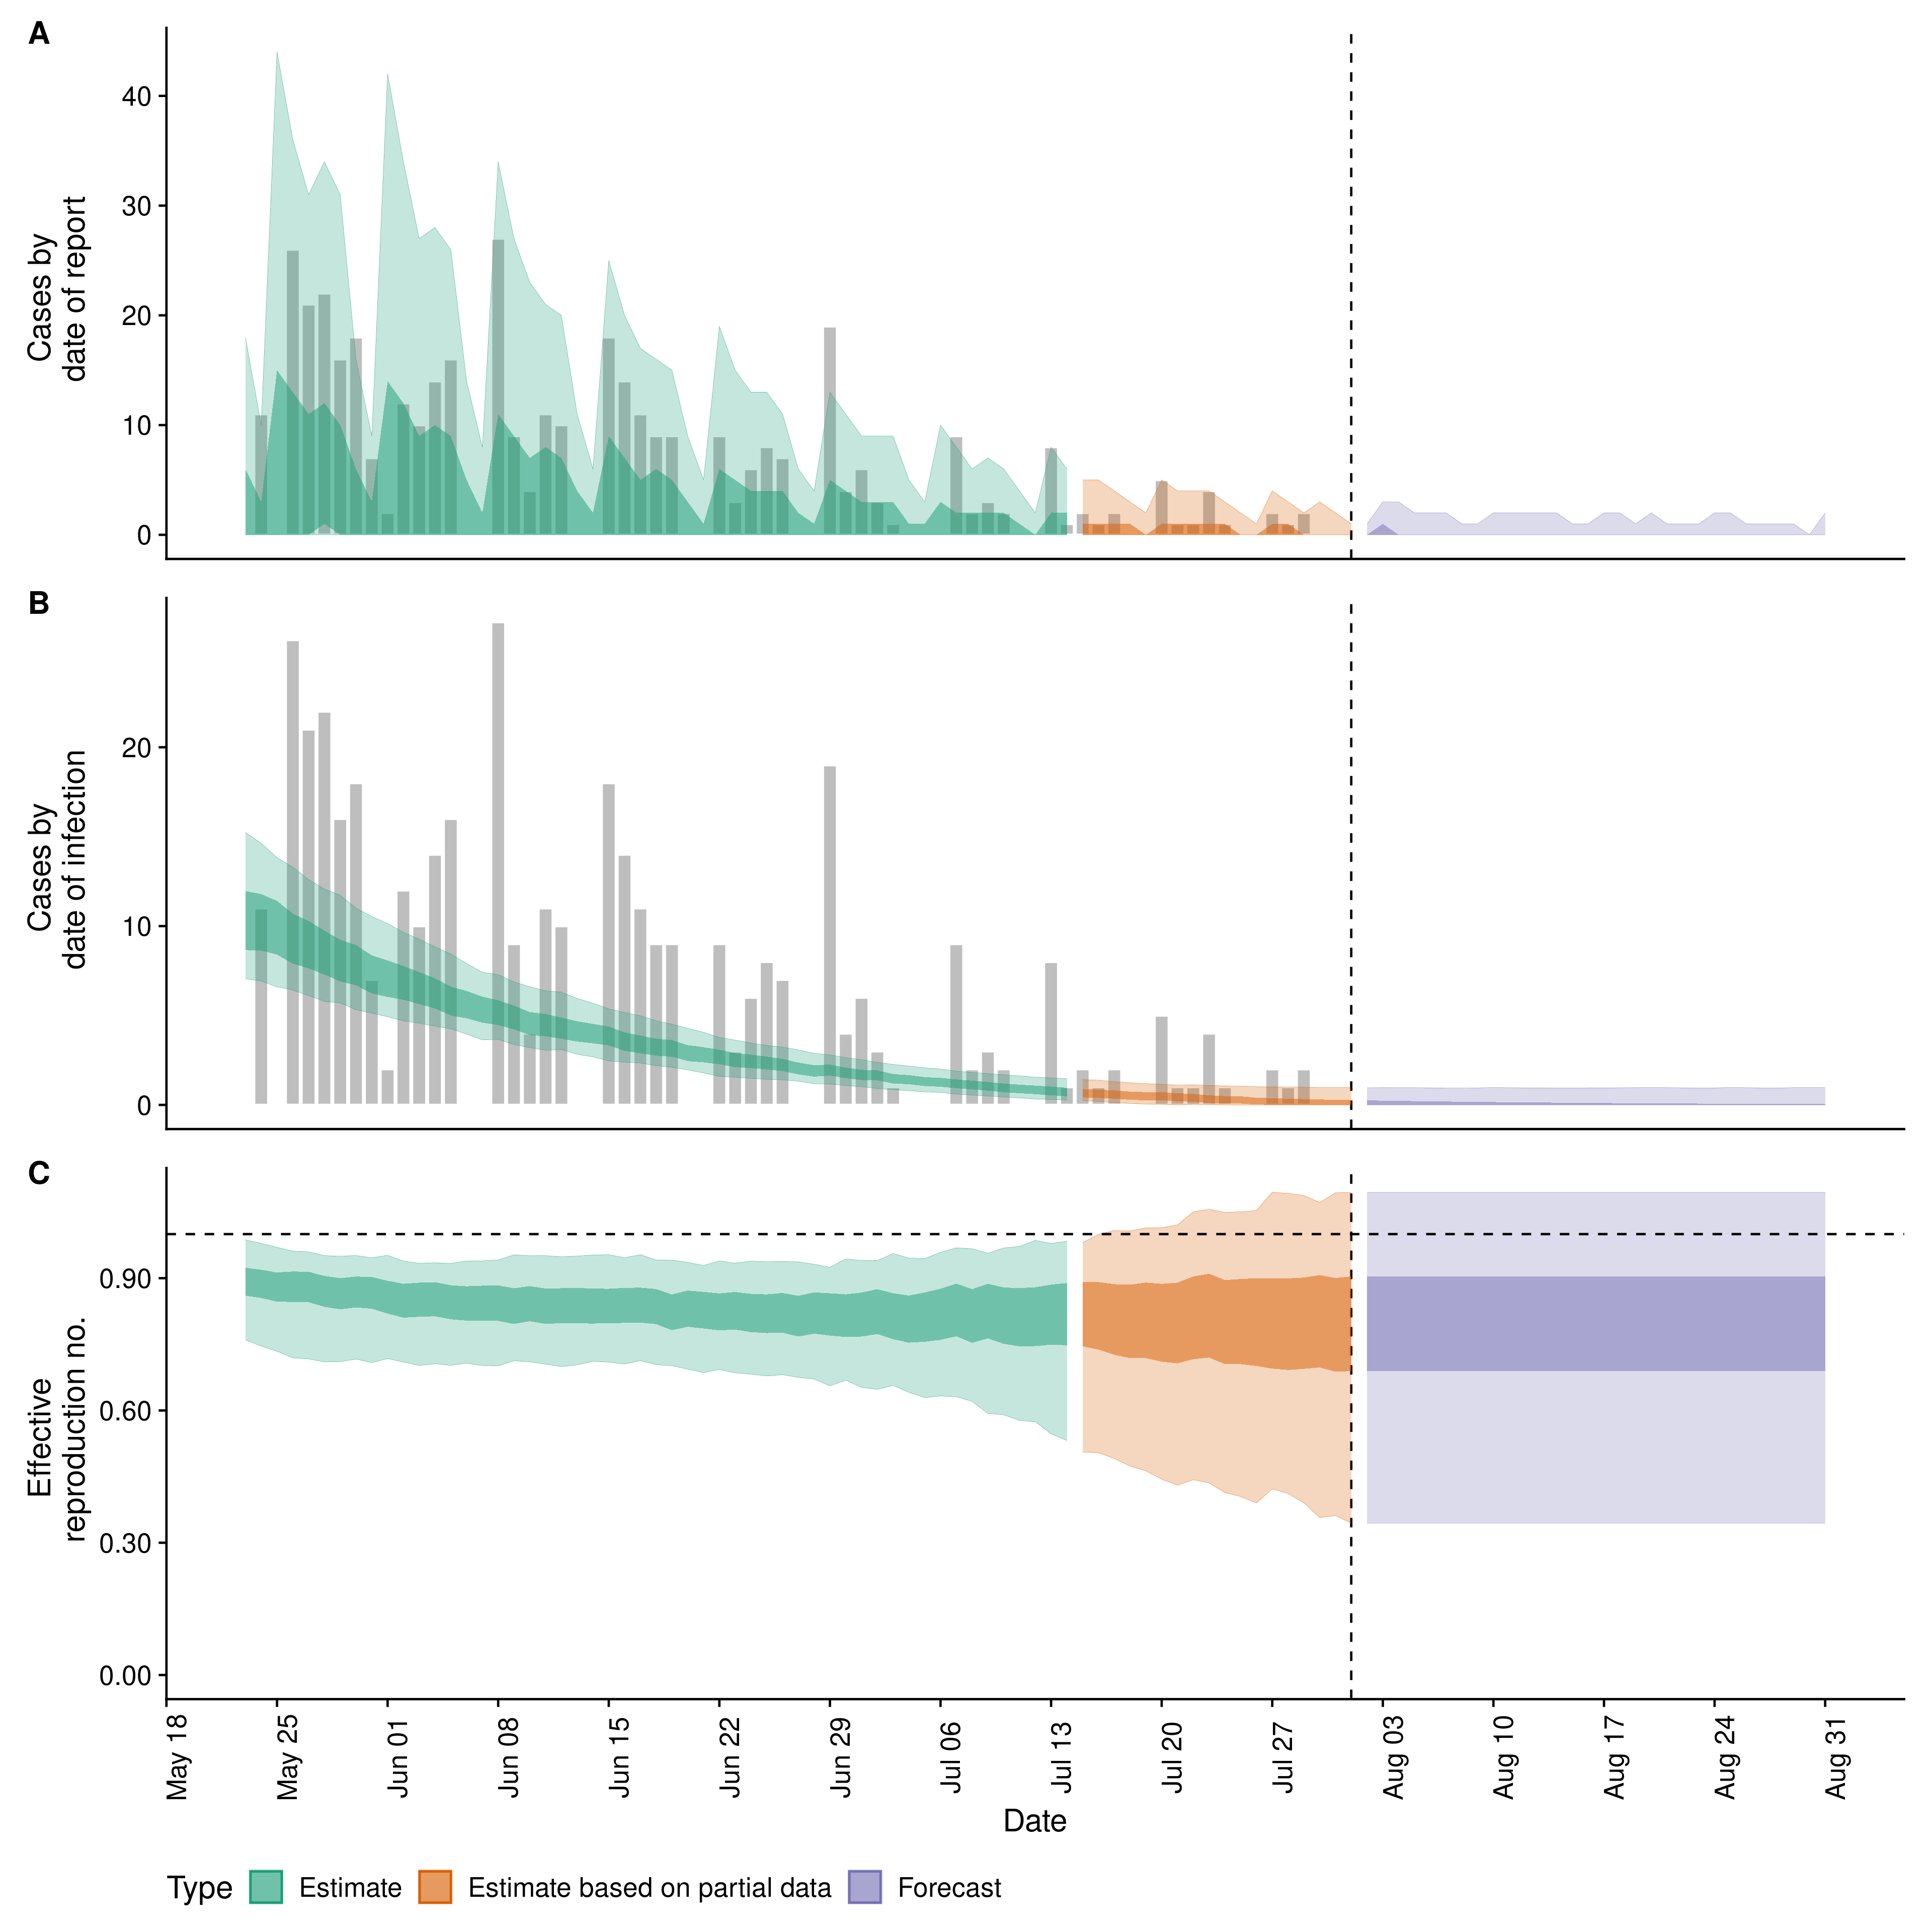 A
Cases by
date of report
40
30
20
10
0
B
Cases by
date of infection
20
10
0
C
Effective
reproduction no.
0.90
0.60
0.30
0.00
May 18
May 25
Jun 01
Jun 08
Jun 15
Jun 22
Jun 29
Jul 06
Jul 13
Jul 20
Jul 27
Aug 03
Aug 10
Aug 17
Aug 24
Aug 31
Date
Type Estimate Estimate based on partial data Forecast